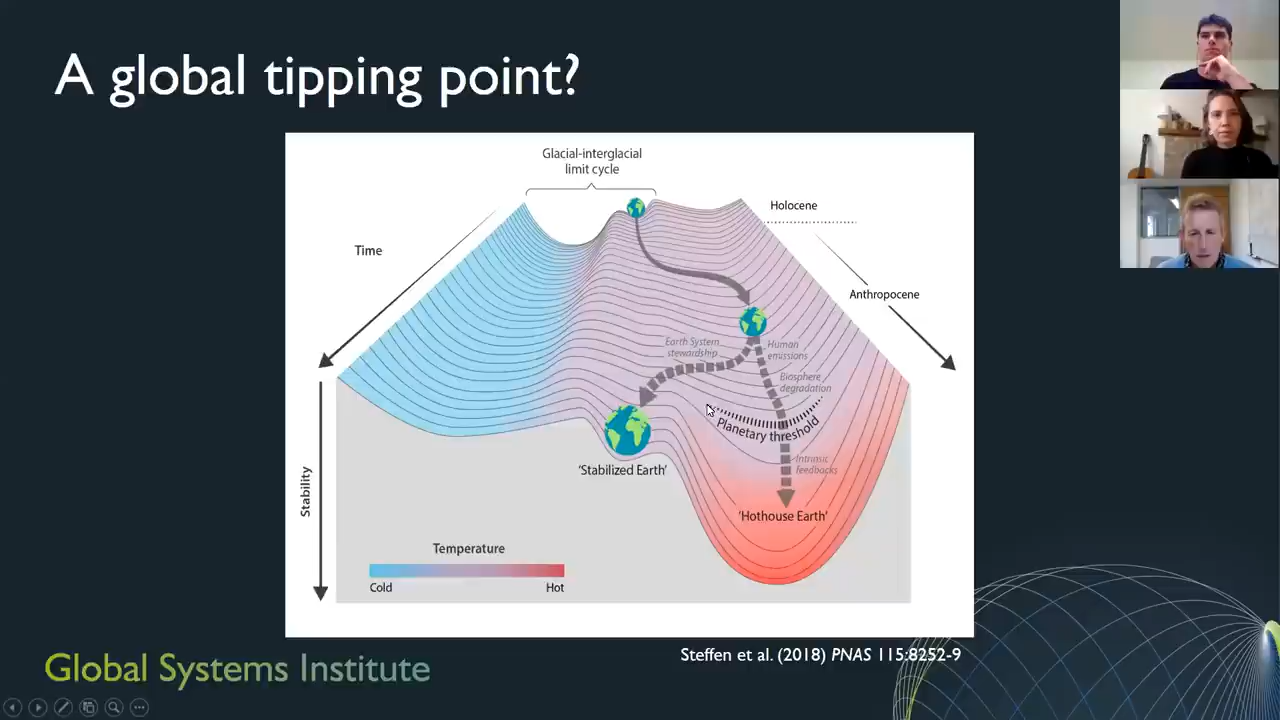 A global tipping point?
Glacial-interglacial
limit cycle
Holocene
Time
Anthropocene
Earth System
stewardship
Human
emissions
Biosphere
degradation
Planetary threshold
Intrinsic
feedbacks
'Stabilized Earth'
'Hothouse Earth'
Stability
Temperature
Cold
Hot
Global Systems Institute
Steffen et al. (2018) PNAS 115:8252-9